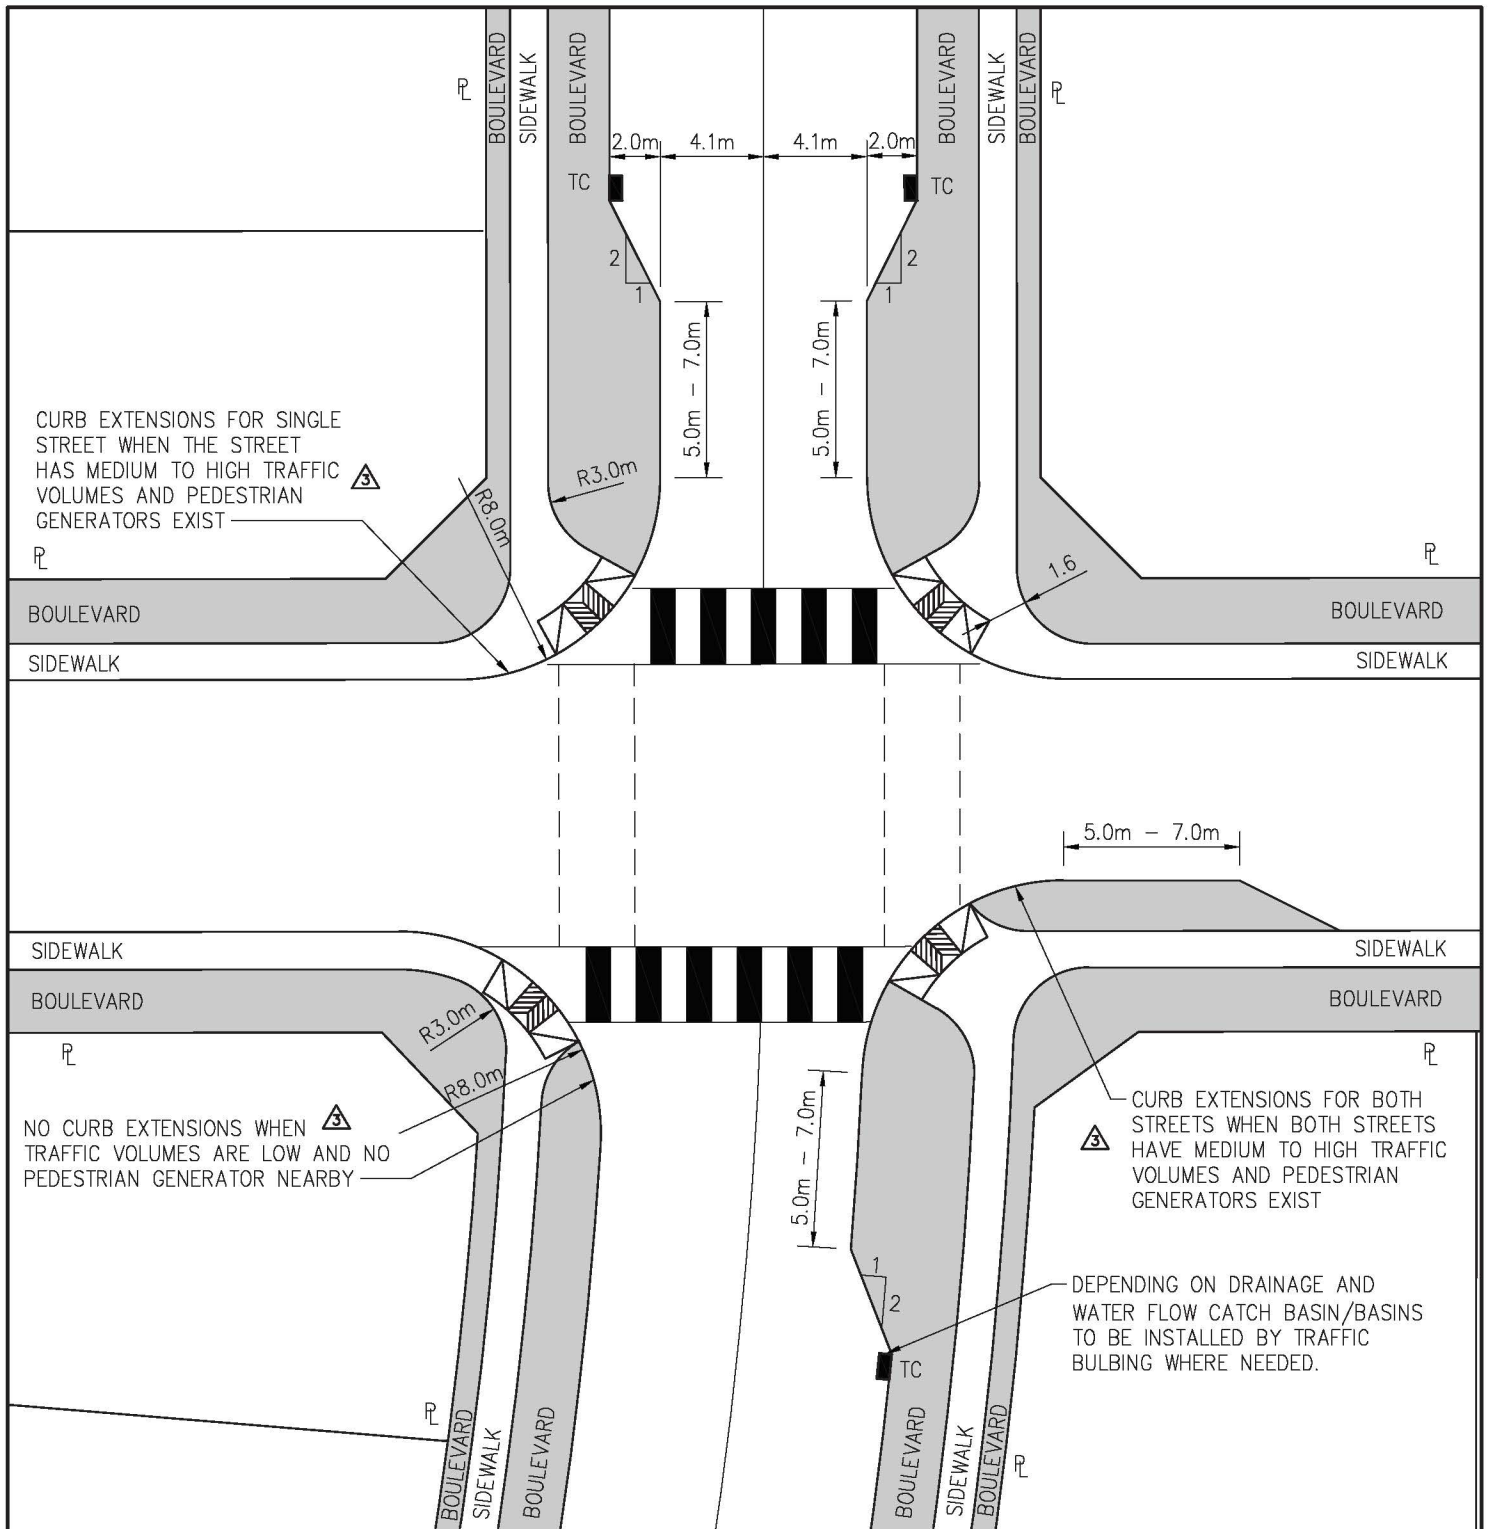 BOULEVARD
SIDEWALK
BOULEVARD
BOULEVARD
SIDEWALK
BOULEVARD
℄
℄
2.0m
4.1m
4.1m
2.0m
TC
TC
2
1
2
1
5.0m - 7.0m
5.0m - 7.0m
CURB EXTENSIONS FOR SINGLE
STREET WHEN THE STREET
HAS MEDIUM TO HIGH TRAFFIC
VOLUMES AND PEDESTRIAN
GENERATORS EXIST
3
R3.0m
R8.0m
PL
PL
1.6
BOULEVARD
BOULEVARD
SIDEWALK
SIDEWALK
5.0m - 7.0m
SIDEWALK
SIDEWALK
BOULEVARD
BOULEVARD
R3.0m
PL
PL
R8.0m
NO CURB EXTENSIONS WHEN
3
TRAFFIC VOLUMES ARE LOW AND NO
PEDESTRIAN GENERATOR NEARBY
5.0m - 7.0m
CURB EXTENSIONS FOR BOTH
STREETS WHEN BOTH STREETS
3
HAVE MEDIUM TO HIGH TRAFFIC
VOLUMES AND PEDESTRIAN
GENERATORS EXIST
1
2
DEPENDING ON DRAINAGE AND
WATER FLOW CATCH BASIN/BASINS
TO BE INSTALLED BY TRAFFIC
BULBING WHERE NEEDED.
TC
PL
BOULEVARD
SIDEWALK
BOULEVARD
BOULEVARD
SIDEWALK
BOULEVARD
PL